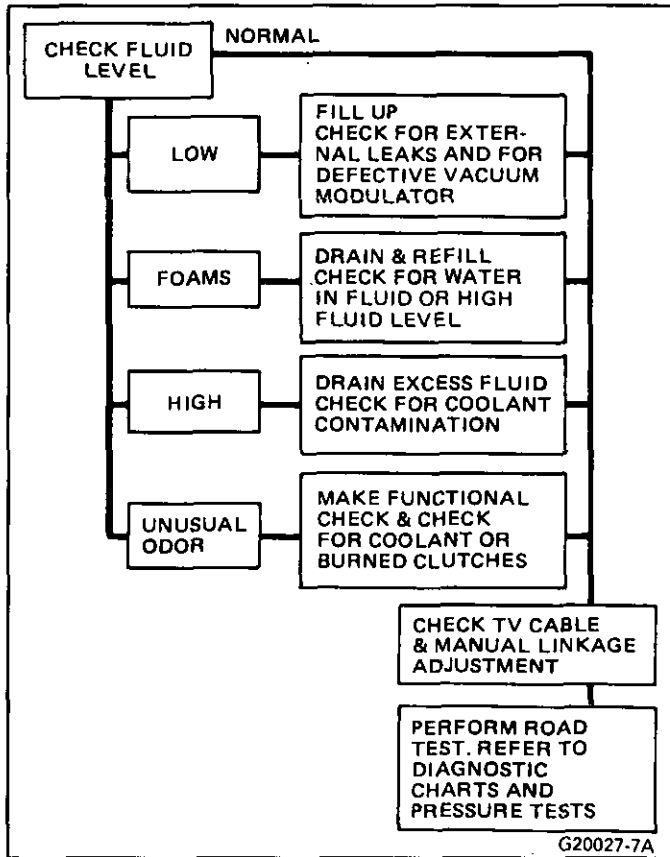 CHECK FLUID
LEVEL
NORMAL
LOW
FILL UP
CHECK FOR EXTER-
NAL LEAKS AND FOR
DEFECTIVE VACUUM
MODULATOR
FOAMS
DRAIN & REFILL
CHECK FOR WATER
IN FLUID OR HIGH
FLUID LEVEL
HIGH
DRAIN EXCESS FLUID
CHECK FOR COOLANT
CONTAMINATION
UNUSUAL
ODOR
MAKE FUNCTIONAL
CHECK & CHECK
FOR COOLANT OR
BURNED CLUTCHES
CHECK TV CABLE
& MANUAL LINKAGE
ADJUSTMENT
PERFORM ROAD
TEST. REFER TO
DIAGNOSTIC
CHARTS AND
PRESSURE TESTS
G20027-7A